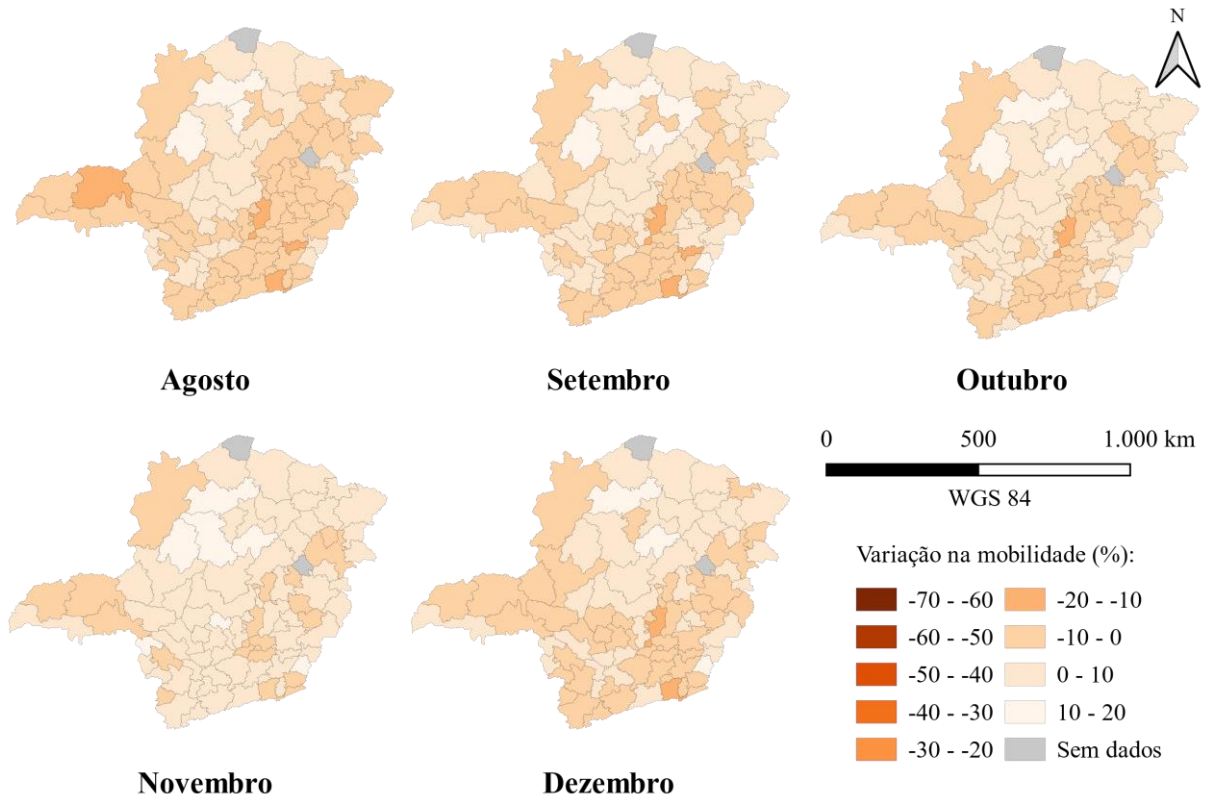 N
Agosto
Setembro
Outubro
0 500 1.000 km
WGS 84
Variação na mobilidade (%):
-70 - -60
-60 - -50
-50 - -40
-40 - -30
-30 - -20
-20 - -10
-10 - 0
0 - 10
10 - 20
Sem dados
Novembro
Dezembro